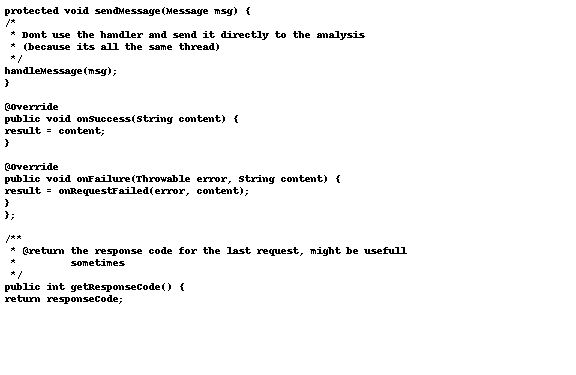 protected void sendMessage(Message msg) {
/*
 * Dont use the handler and send it directly to the analysis
 * (because its all the same thread)
 */
handleMessage(msg);
}

@Override
public void onSuccess(String content) {
result = content;
}

@Override
public void onFailure(Throwable error, String content) {
result = onRequestFailed(error, content);
}
};

/**
 * @return the response code for the last request, might be usefull
 *         sometimes
 */
public int getResponseCode() {
return responseCode;